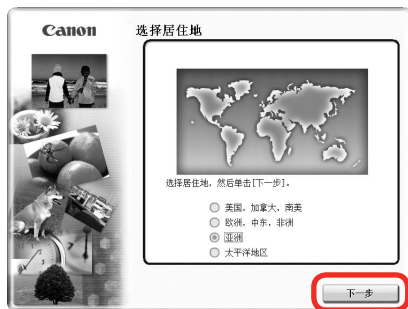 Canon
选择居住地
选择居住地，然后单击[下一步]。
美国，加拿大，南美
欧洲，中东，非洲
亚洲
太平洋地区
下一步